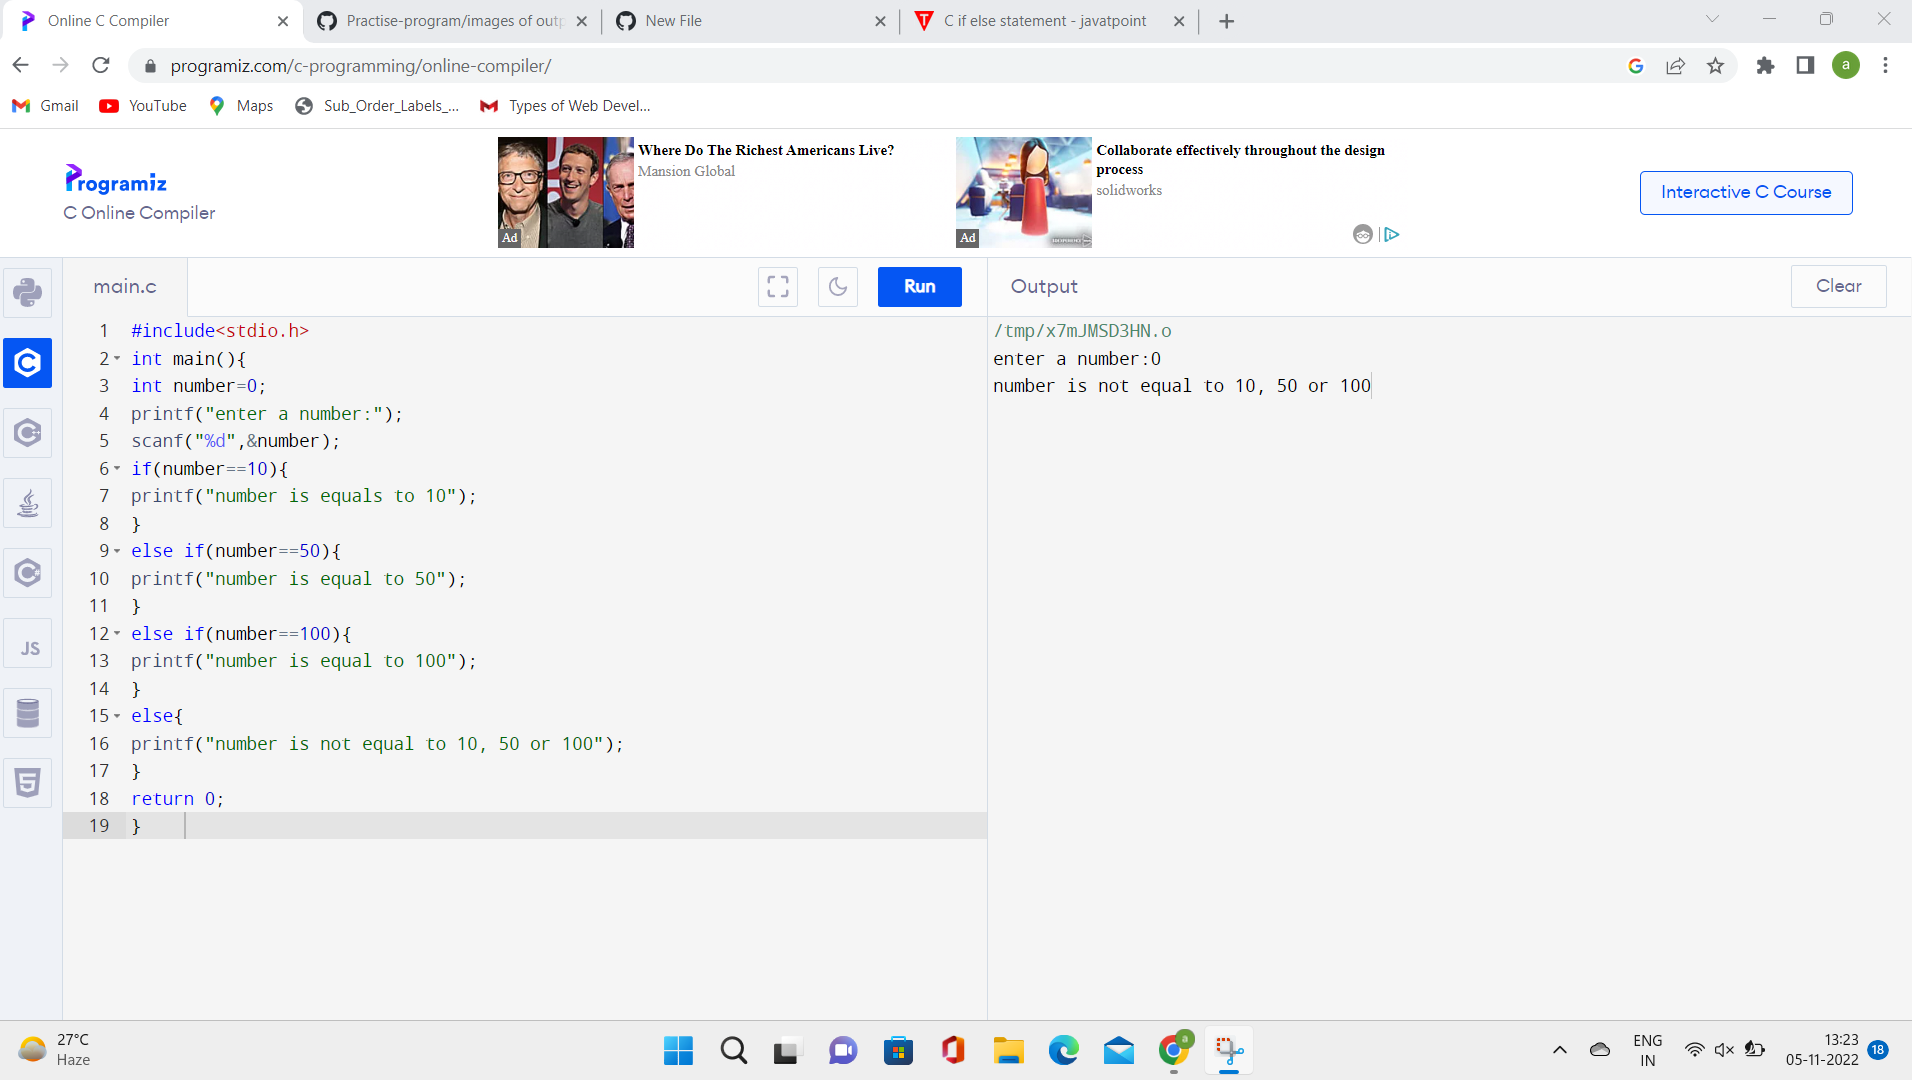 Online C Compiler
Practise-program/images of outp
New File
C if else statement - javatpoint
programiz.com/c-programming/online-compiler/
a
Gmail
YouTube
Maps
Sub_Order_Labels_...
Types of Web Devel...
Programiz
C Online Compiler
Ad
Where Do The Richest Americans Live?
Mansion Global
Ad
Collaborate effectively throughout the design
process
solidworks
Interactive C Course
main.c
Run
Output
Clear
1 #include<stdio.h>
2 int main(){
3 int number=0;
4 printf("enter a number:");
5 scanf("%d",&number);
6 if(number==10){
7 printf("number is equals to 10");
8 }
9 else if(number==50){
10 printf("number is equal to 50");
11 }
12 else if(number==100){
13 printf("number is equal to 100");
14 }
15 else{
16 printf("number is not equal to 10, 50 or 100");
17 }
18 return 0;
19 }
/tmp/x7mJMSD3HN.o
enter a number:0
number is not equal to 10, 50 or 100
JS
27°C
Haze
a
ENG
IN
13:23
05-11-2022
18